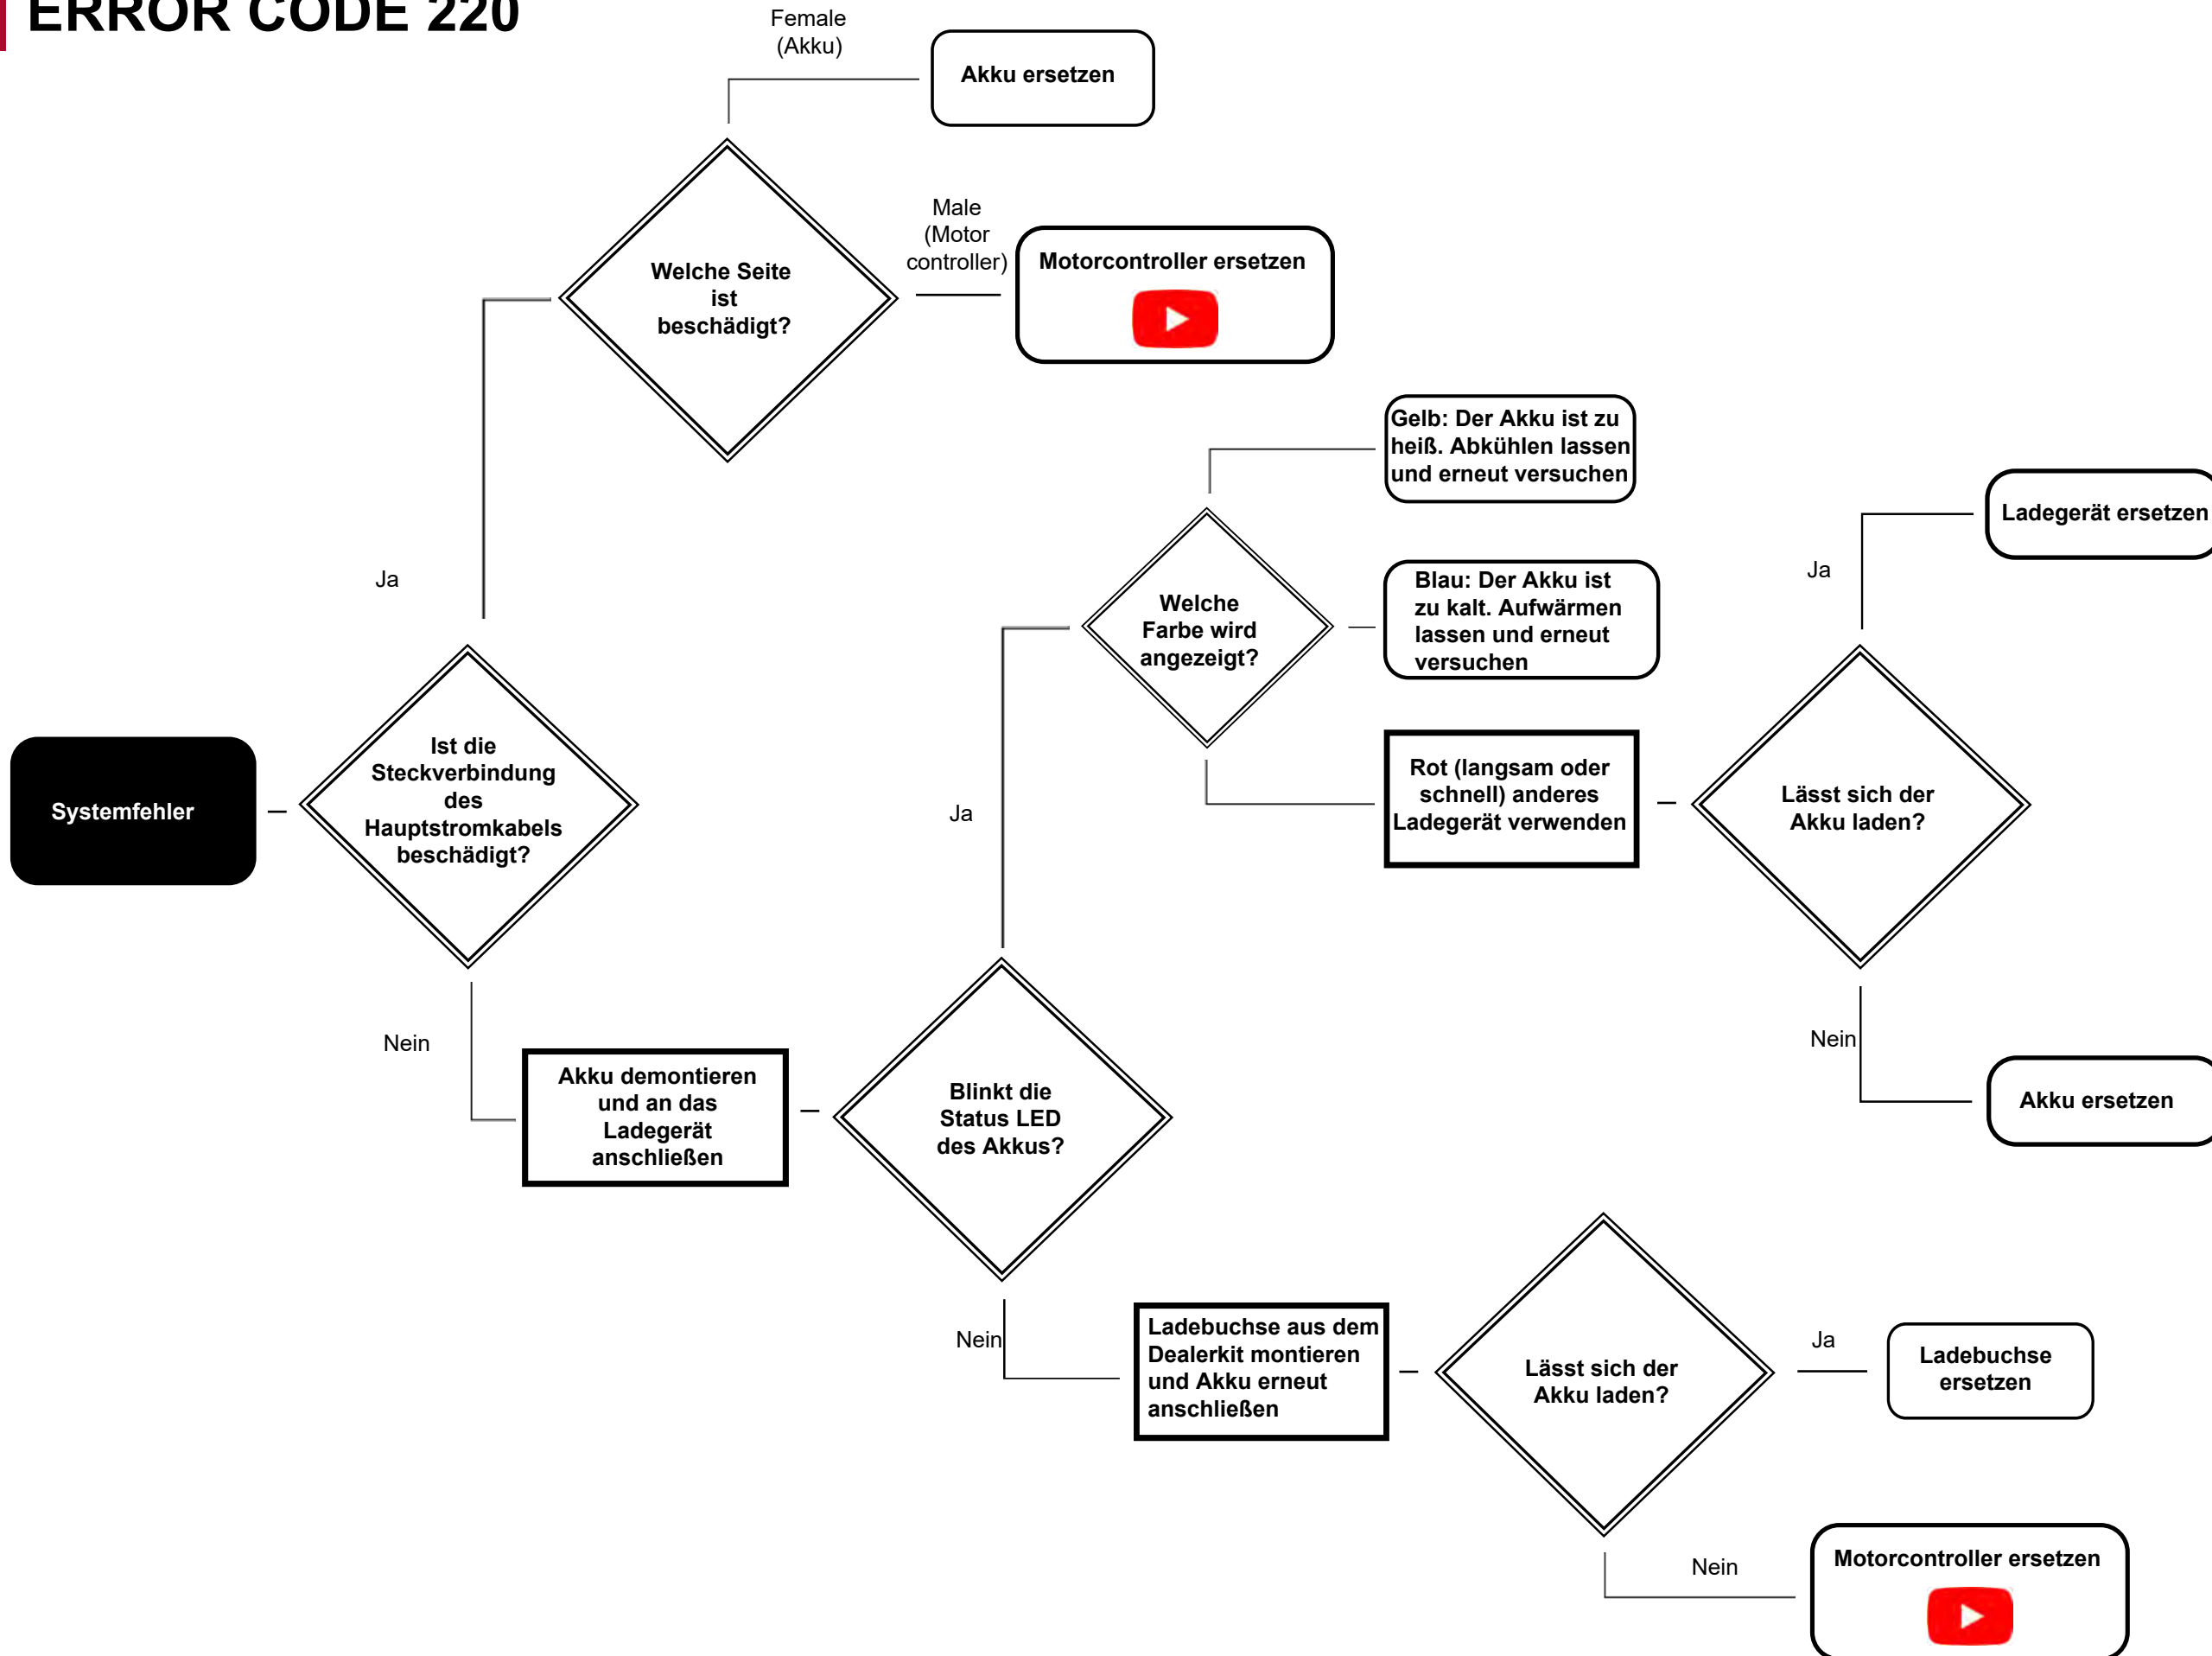 ERROR CODE 220
Female
(Akku)
Akku ersetzen
Male
(Motor
controller)
Welche Seite
ist
beschädigt?
Motorcontroller ersetzen
Gelb: Der Akku ist zu
heiß. Abkühlen lassen
und erneut versuchen
Ladegerät ersetzen
Ja
Ja
Welche
Farbe wird
angezeigt?
Blau: Der Akku ist
zu kalt. Aufwärmen
lassen und erneut
versuchen
Systemfehler
Ist die
Steckverbindung
des
Hauptstromkabels
beschädigt?
Ja
Rot (langsam oder
schnell) anderes
Ladegerät verwenden
Lässt sich der
Akku laden?
Nein
Akku demontieren
und an das
Ladegerät
anschließen
Blinkt die
Status LED
des Akkus?
Nein
Akku ersetzen
Nein
Ladebuchse aus dem
Dealerkit montieren
und Akku erneut
anschließen
Lässt sich der
Akku laden?
Ja
Ladebuchse
ersetzen
Nein
Motorcontroller ersetzen